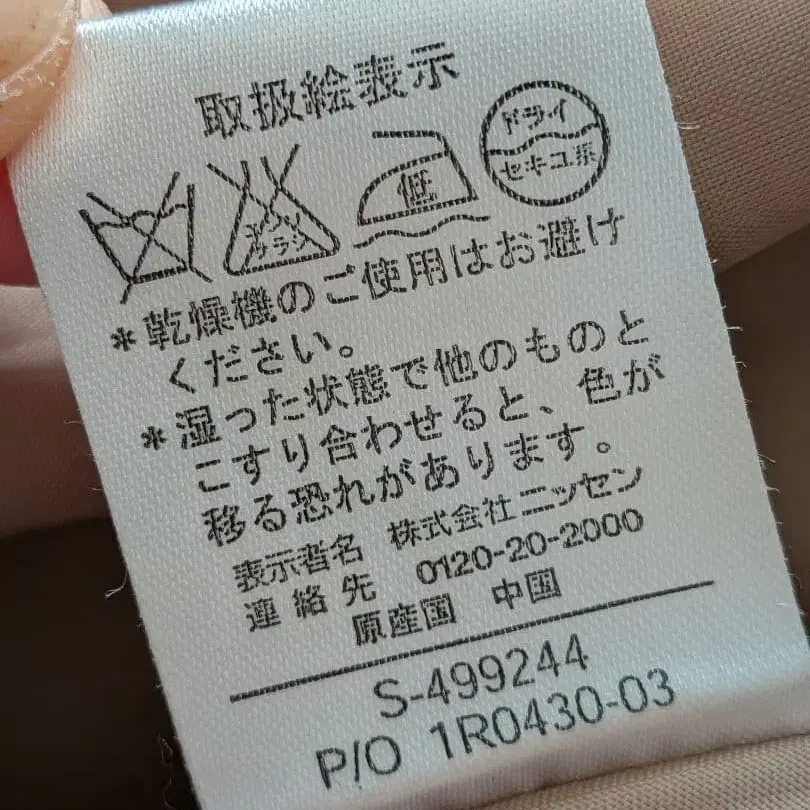 取扱絵表示
エンソ
サラシ
低
ドライ
セキユ系
*乾燥機のご使用はお避け
ください。
*湿った状態で他のものと
こすり合わせると、色が
移る恐れがあります。
表示者名 株式会社ニッセン
連絡先 0120-20-2000
原産国 中国
S-499244
P/O 1R0430-03